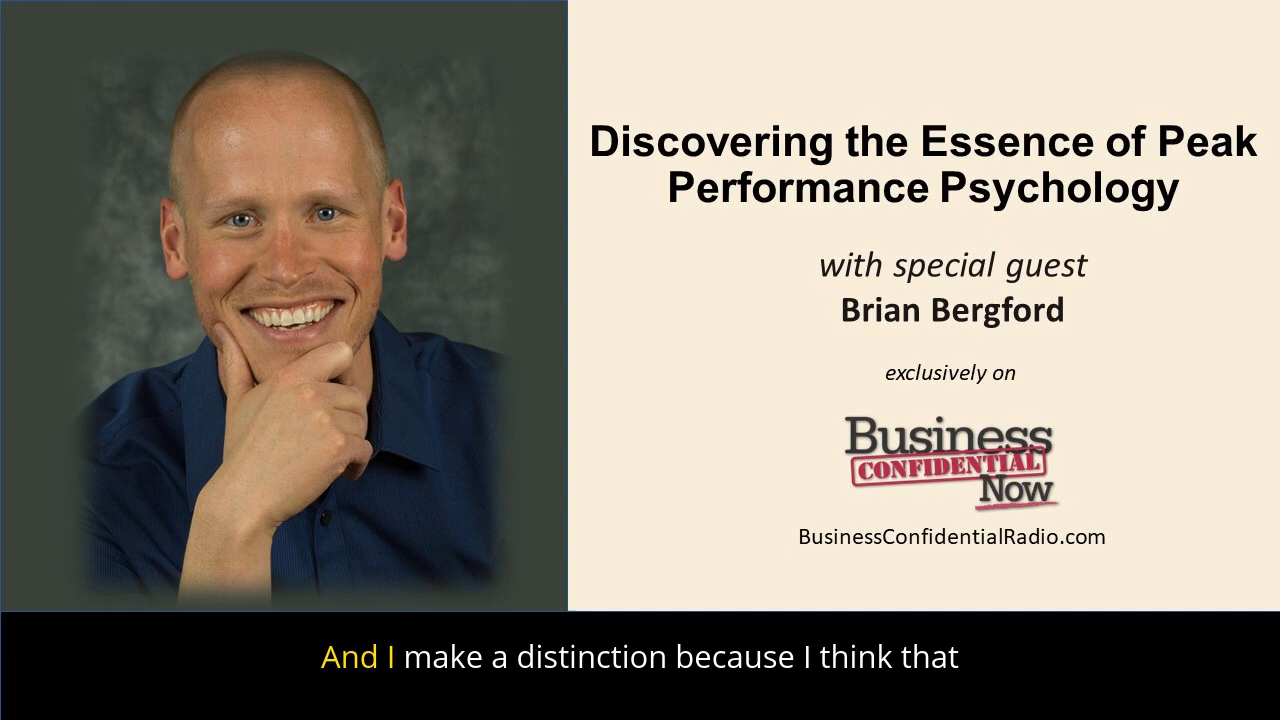 Discovering the Essence of Peak
Performance Psychology
with special guest
Brian Bergford
exclusively on
Business
CONFIDENTIAL
Now
BusinessConfidentialRadio.com
And I make a distinction because I think that